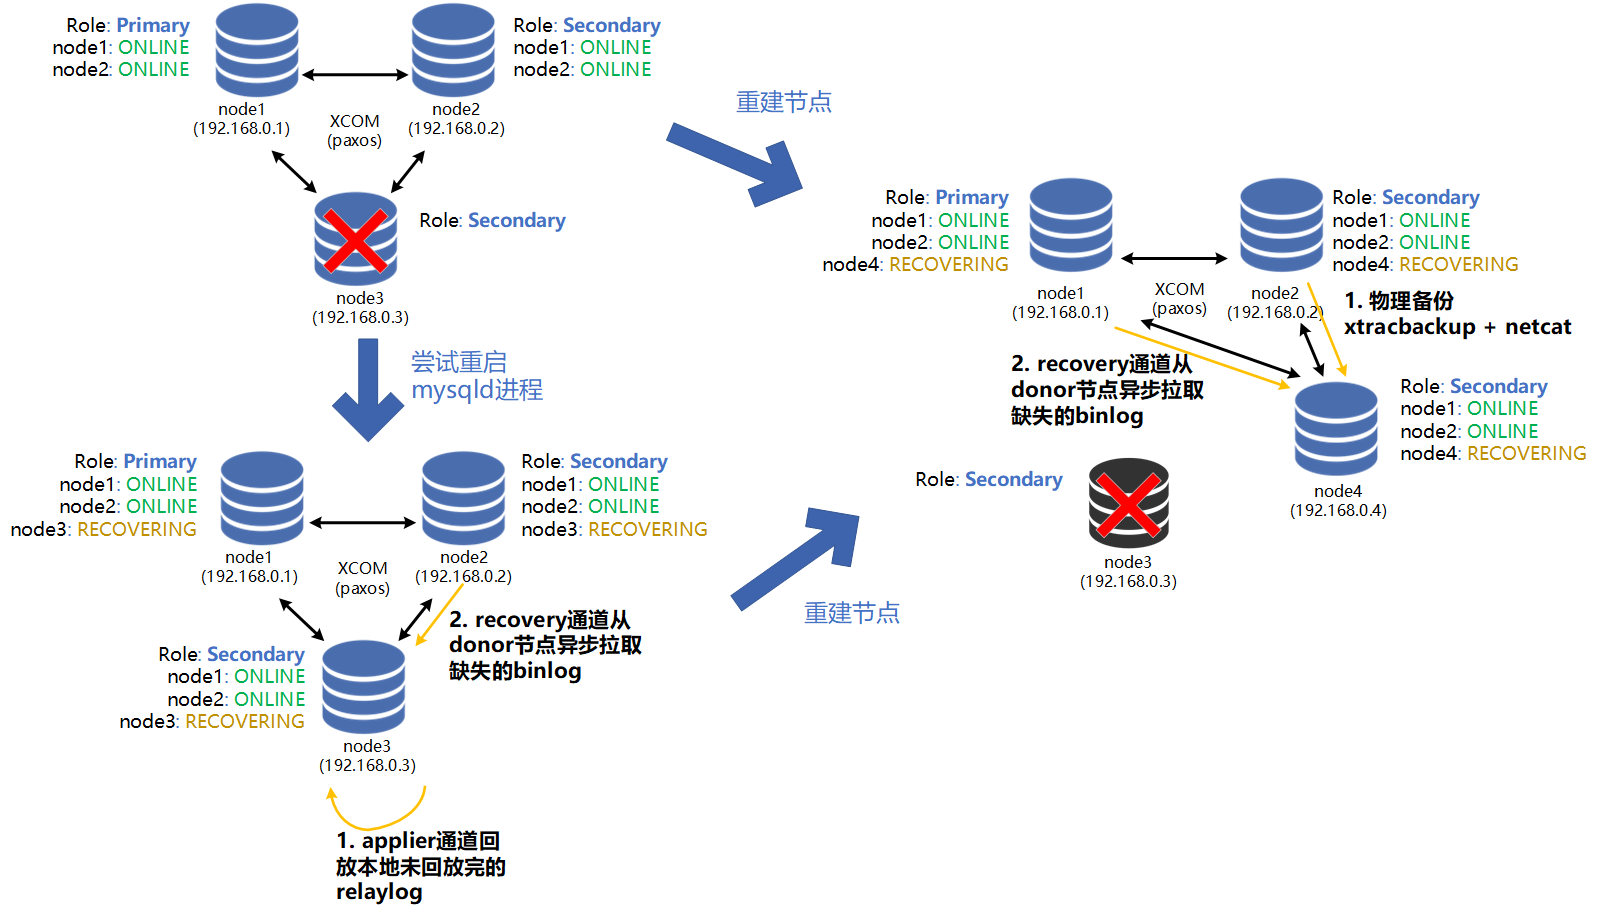 Role: Primary
node1: ONLINE
node2: ONLINE
Role: Secondary
node1: ONLINE
node2: ONLINE
node1
(192.168.0.1)
XCOM
(paxos)
node2
(192.168.0.2)
Role: Secondary
node3
(192.168.0.3)
重建节点
尝试重启
mysqld进程
Role: Primary
node1: ONLINE
node2: ONLINE
node3: RECOVERING
Role: Secondary
node1: ONLINE
node2: ONLINE
node3: RECOVERING
node1
(192.168.0.1)
XCOM
(paxos)
node2
(192.168.0.2)
2. recovery通道从
donor节点异步拉取
缺失的binlog
Role: Secondary
node1: ONLINE
node2: ONLINE
node3: RECOVERING
node3
(192.168.0.3)
1. applier通道回
放本地未回放完的
relaylog
重建节点
Role: Primary
node1: ONLINE
node2: ONLINE
node4: RECOVERING
Role: Secondary
node1: ONLINE
node2: ONLINE
node4: RECOVERING
node1
(192.168.0.1)
XCOM
(paxos)
node2
(192.168.0.2)
1. 物理备份
xtracbackup + netcat
2. recovery通道从
donor节点异步拉取
缺失的binlog
Role: Secondary
node1: ONLINE
node2: ONLINE
node4: RECOVERING
node4
(192.168.0.4)
Role: Secondary
node3
(192.168.0.3)